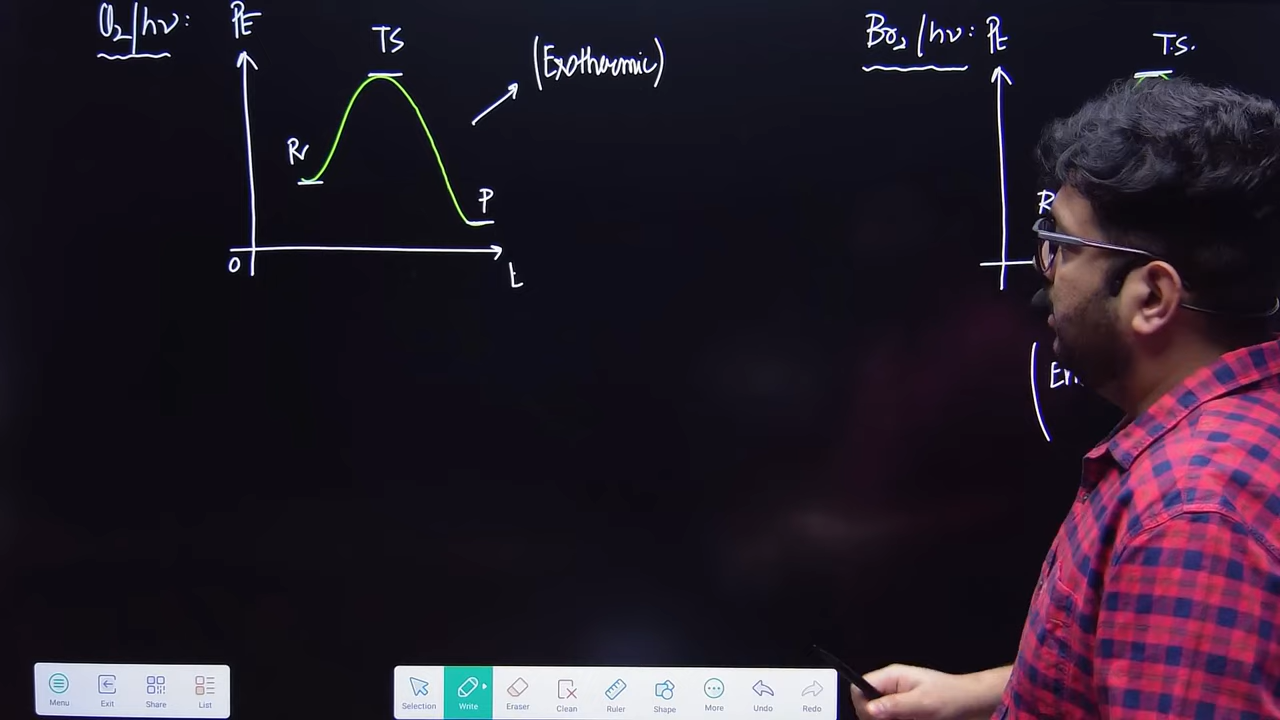 Cl₂/hν:
PE
TS
(Exothermic)
R
P
0
t
Br₂/hν:
PE
T.S.
R
Menu
Exit
Share
List
Selection
Write
Eraser
Clean
Ruler
Shape
More
Undo
Redo